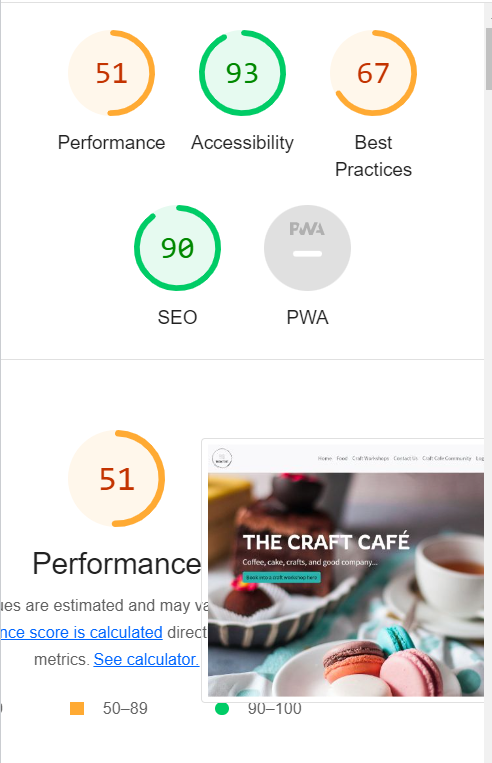 51
93
67
Performance
Accessibility
Best
Practices
PWA
90
SEO
PWA
51
Home Food Craft Workshops Contact Us Craft Cafe Community
THE CRAFT CAFÉ
Coffee, cake, crafts, and good company...
Book into a craft workshop here
Performance
ues are estimated and may va
nce score is calculated direct
metrics. See calculator.
50–89
90–100